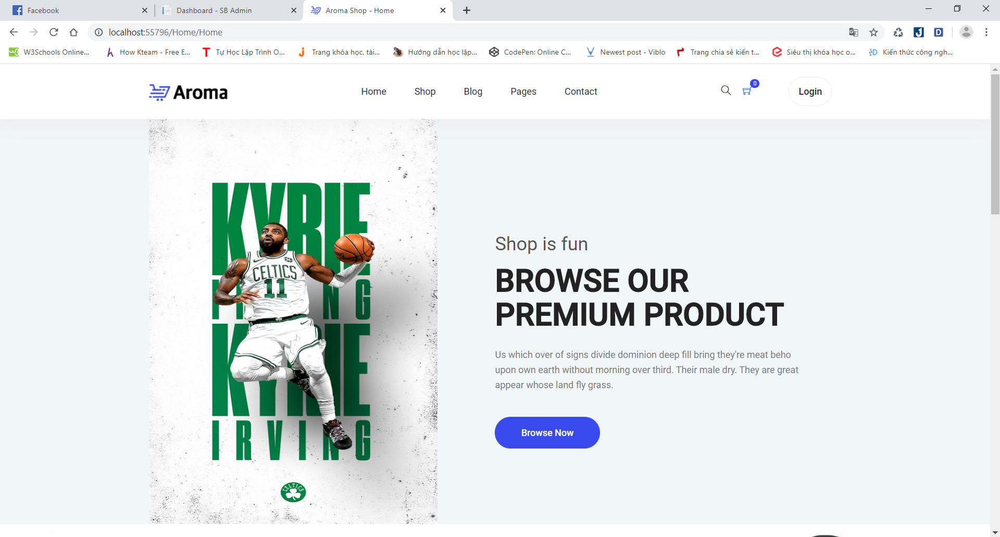 Facebook
Dashboard - SB Admin
Aroma Shop - Home
localhost:55796/Home/Home
W3Schools Online...
How Kteam - Free E...
Tự Học Lập Trình O...
Trang khóa học, tài...
Hướng dẫn học lập...
CodePen: Online C...
Newest post - Viblo
Trang chia sẻ kiến t...
Siêu thị khóa học o...
Kiến thức công ngh...
Aroma
Home
Shop
Blog
Pages
Contact
0
Login
KYRIE
CELTICS
11
KYRIE
IRVING
CELTICS
Shop is fun
BROWSE OUR
PREMIUM PRODUCT
Us which over of signs divide dominion deep fill bring they're meat beho
upon own earth without morning over third. Their male dry. They are great
appear whose land fly grass.
Browse Now